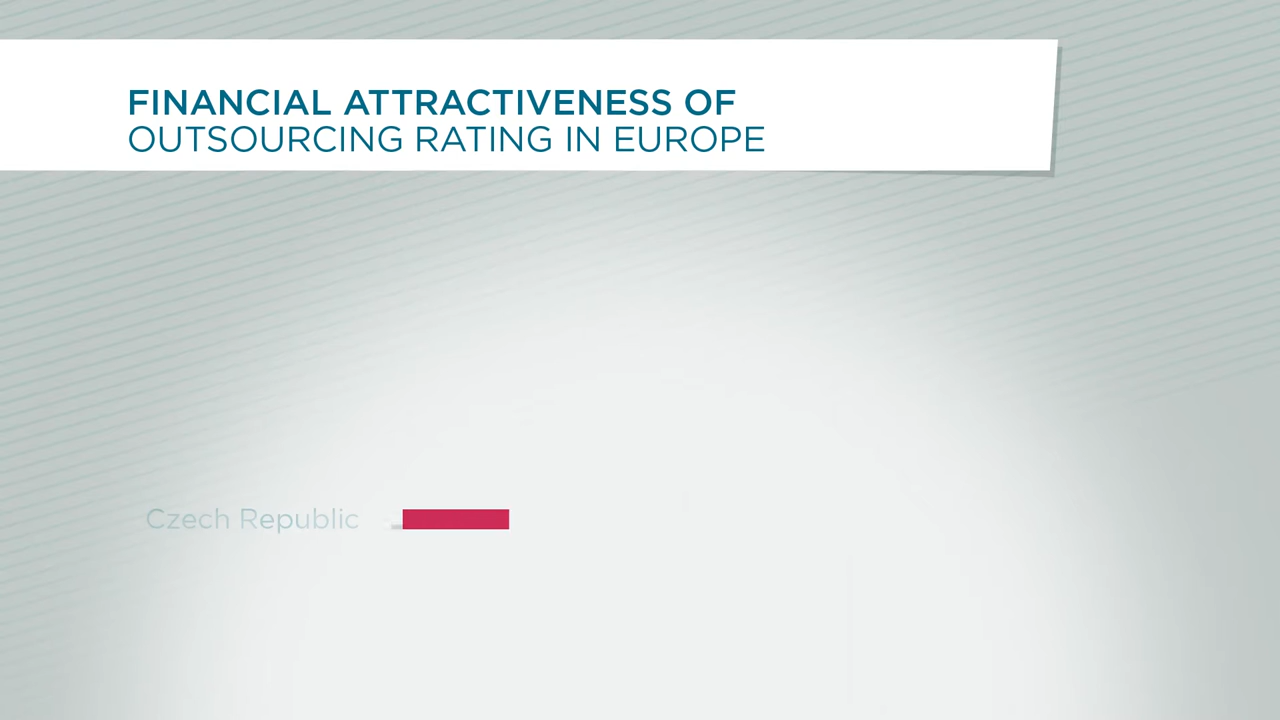 FINANCIAL ATTRACTIVENESS OF
OUTSOURCING RATING IN EUROPE
Czech Republic